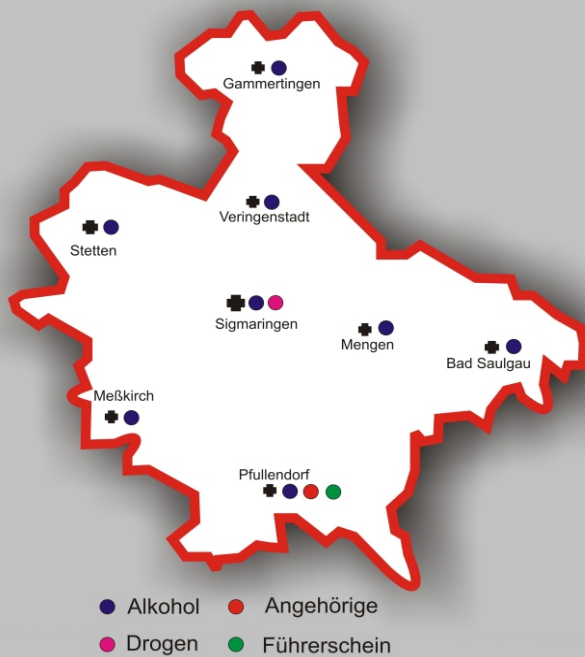 Gammertingen
Veringenstadt
Stetten
Sigmaringen
Mengen
Bad Saulgau
Meßkirch
Pfullendorf
Alkohol Angehörige
Drogen Führerschein